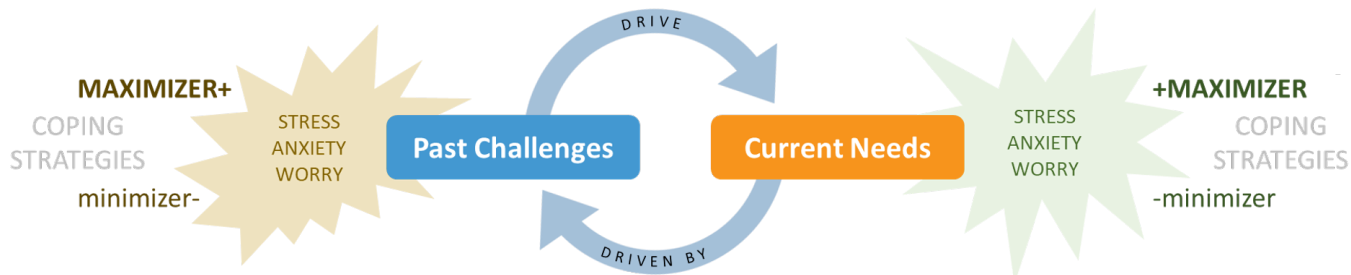 DRIVE
MAXIMIZER+
COPING
STRATEGIES
minimizer-
STRESS
ANXIETY
WORRY
Past Challenges
Current Needs
STRESS
ANXIETY
WORRY
+MAXIMIZER
COPING
STRATEGIES
-minimizer
DRIVEN BY